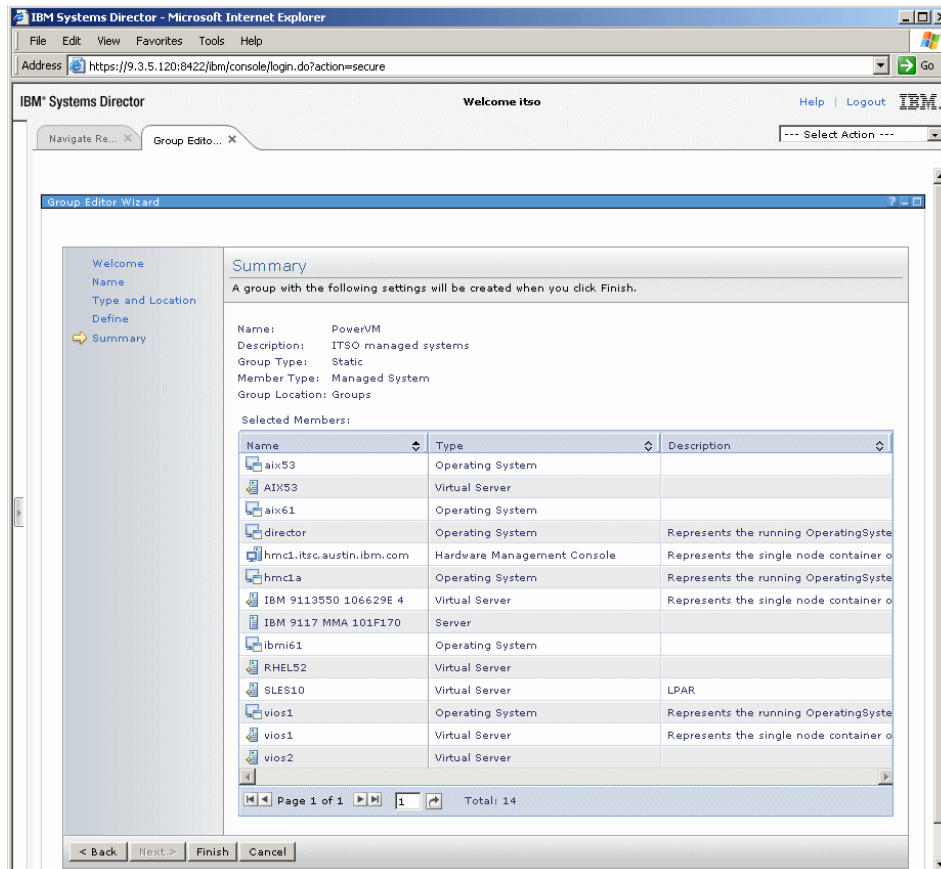 IBM Systems Director - Microsoft Internet Explorer
File Edit View Favorites Tools Help
Address https://9.3.5.120:8422/ibm/console/login.do?action=secure Go
IBM® Systems Director Welcome itso Help | Logout IBM.
Navigate Re... Group Edito... --- Select Action ---
Group Editor Wizard
Welcome
Name
Type and Location
Define
Summary
Summary
A group with the following settings will be created when you click Finish.
Name: PowerVM
Description: ITSO managed systems
Group Type: Static
Member Type: Managed System
Group Location: Groups
Selected Members:
Name Type Description
aix53 Operating System
AIX53 Virtual Server
aix61 Operating System
director Operating System Represents the running OperatingSyste
hmc1.itsc.austin.ibm.com Hardware Management Console Represents the single node container o
hmc1a Operating System Represents the running OperatingSyste
IBM 9113550 106629E 4 Virtual Server Represents the single node container o
IBM 9117 MMA 101F170 Server
ibmi61 Operating System
RHEL52 Virtual Server
SLES10 Virtual Server LPAR
vios1 Operating System Represents the running OperatingSyste
vios1 Virtual Server Represents the single node container o
vios2 Virtual Server
Page 1 of 1 1 Total: 14
< Back Next > Finish Cancel